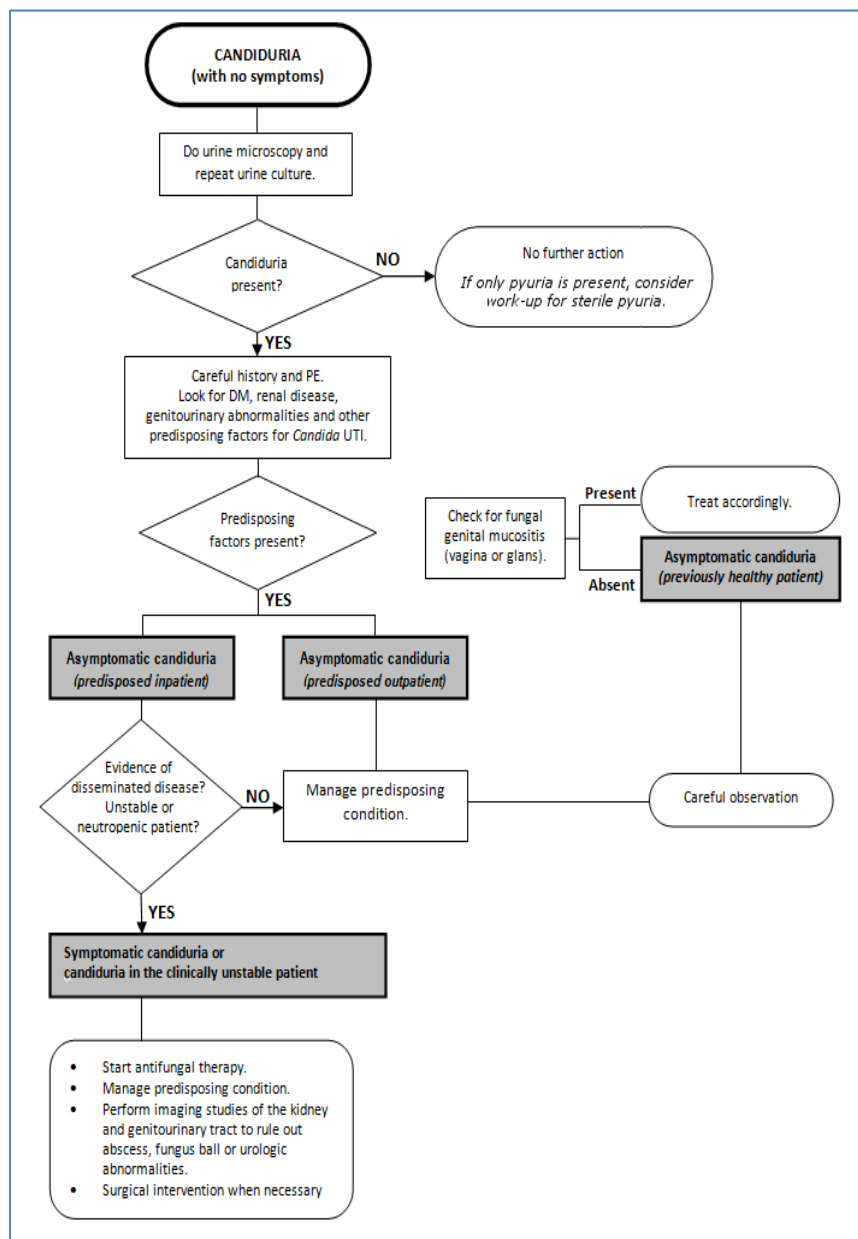 CANDIDURIA
(with no symptoms)
Do urine microscopy and
repeat urine culture.
Candiduria
present?
NO
No further action
If only pyuria is present, consider
work-up for sterile pyuria.
YES
Careful history and PE.
Look for DM, renal disease,
genitourinary abnormalities and other
predisposing factors for Candida UTI.
Predisposing
factors present?
Check for fungal
genital mucositis
(vagina or glans).
Present
Treat accordingly.
Absent
Asymptomatic candiduria
(previously healthy patient)
YES
Asymptomatic candiduria
(predisposed inpatient)
Asymptomatic candiduria
(predisposed outpatient)
Evidence of
disseminated disease?
Unstable or
neutropenic patient?
NO
Manage predisposing
condition.
Careful observation
YES
Symptomatic candiduria or
candiduria in the clinically unstable patient
• Start antifungal therapy.
• Manage predisposing condition.
• Perform imaging studies of the kidney
and genitourinary tract to rule out
abscess, fungus ball or urologic
abnormalities.
• Surgical intervention when necessary